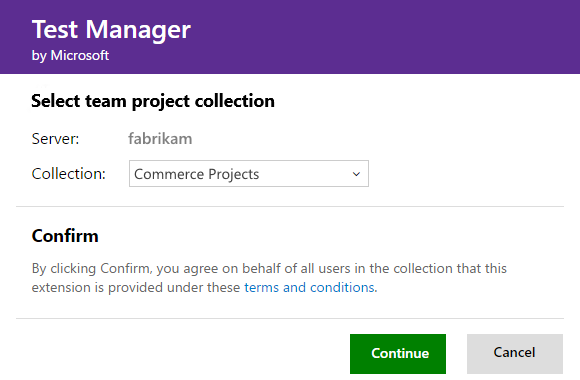 Test Manager
by Microsoft
Select team project collection
Server: fabrikam
Collection: Commerce Projects
Confirm
By clicking Confirm, you agree on behalf of all users in the collection that this
extension is provided under these terms and conditions.
Continue Cancel